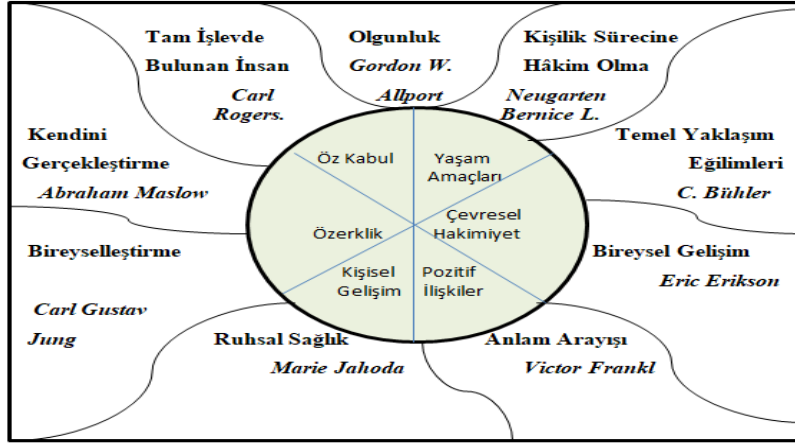 Tam İşlevde
Bulunan İnsan
Carl
Rogers.
Olgunluk
Gordon W.
Allport
Kişilik Sürecine
Hâkim Olma
Neugarten
Bernice L.
Kendini
Gerçekleştirme
Abraham Maslow
Temel Yaklaşım
Eğilimleri
C. Bühler
Öz Kabul
Yaşam
Amaçları
Özerklik
Çevresel
Hakimiyet
Kişisel
Gelişim
Pozitif
İlişkiler
Bireyselleştirme
Carl Gustav
Jung
Bireysel Gelişim
Eric Erikson
Ruhsal Sağlık
Marie Jahoda
Anlam Arayışı
Victor Frankl